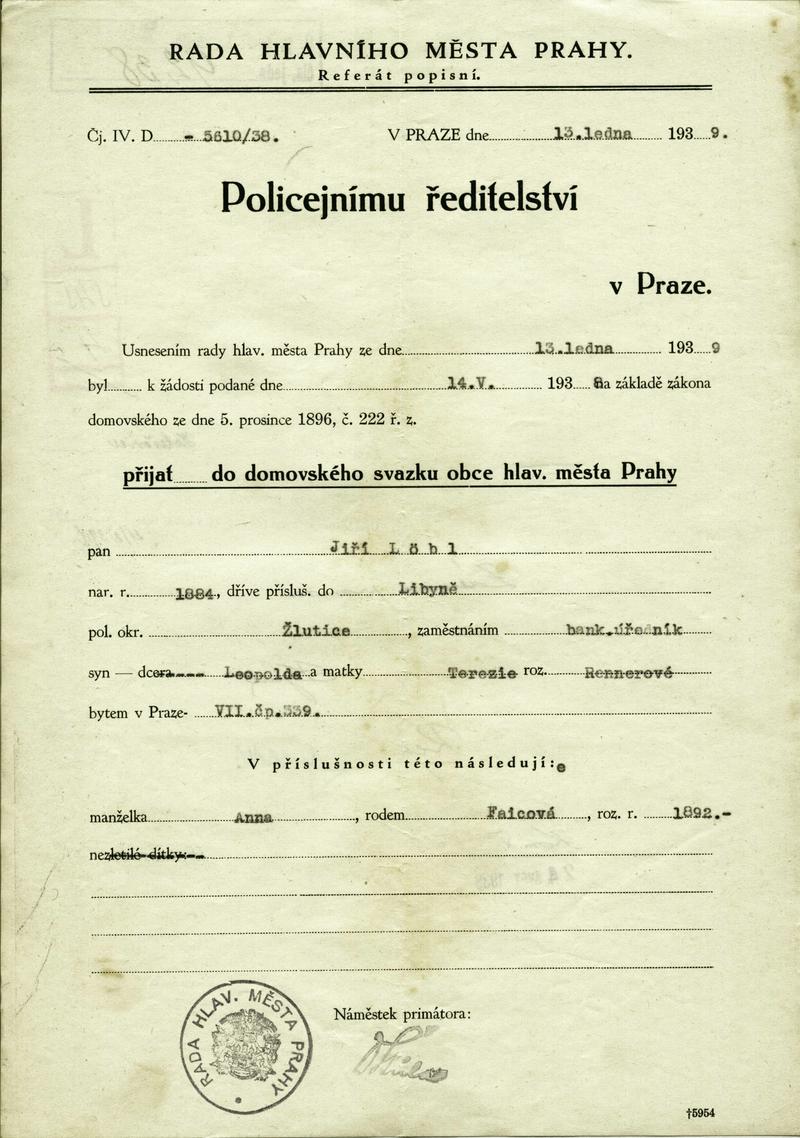 RADA HLAVNÍHO MĚSTA PRAHY.
Referát popisní.
Čj. IV. D. - 5610/38. V PRAZE dne 13.ledna 1939.
Policejnímu ředitelství
v Praze.
Usnesením rady hlav. města Prahy ze dne 13.ledna 1939
byl k žádosti podané dne 14.V. 1938 a základě zákona
domovského ze dne 5. prosince 1896, č. 222 ř. z.
přijat do domovského svazku obce hlav. města Prahy
pan Jiří Löbl
nar. r. 1884, dříve přísluš. do Libyně
pol. okr. Žlutice, zaměstnáním bank.úředník
syn — dcera--- Leopolda a matky Terezie roz. Rennerové
bytem v Praze- VII.čp.339.
V příslušnosti této následují:e
manželka Anna, rodem Falcová, roz. r. 1892.-
nezletilé dítky:--
RADA HLAV. MĚSTA PRAHY
Náměstek primátora:
†5954